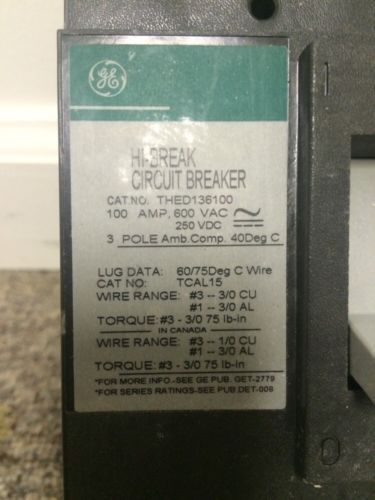 GE
HI-BREAK
CIRCUIT BREAKER
CAT.NO. THED136100
100 AMP, 600 VAC
250 VDC
3 POLE Amb.Comp. 40Deg C
LUG DATA: 60/75Deg C Wire
CAT NO: TCAL15
WIRE RANGE: #3 -- 3/0 CU
#1 -- 3/0 AL
TORQUE: #3 - 3/0 75 lb-in
IN CANADA
WIRE RANGE: #3 -- 1/0 CU
#1 -- 3/0 AL
TORQUE: #3 - 3/0 75 lb-in
*FOR MORE INFO.-SEE GE PUB. GET-2779
*FOR SERIES RATINGS-SEE PUB.DET-008
I
O